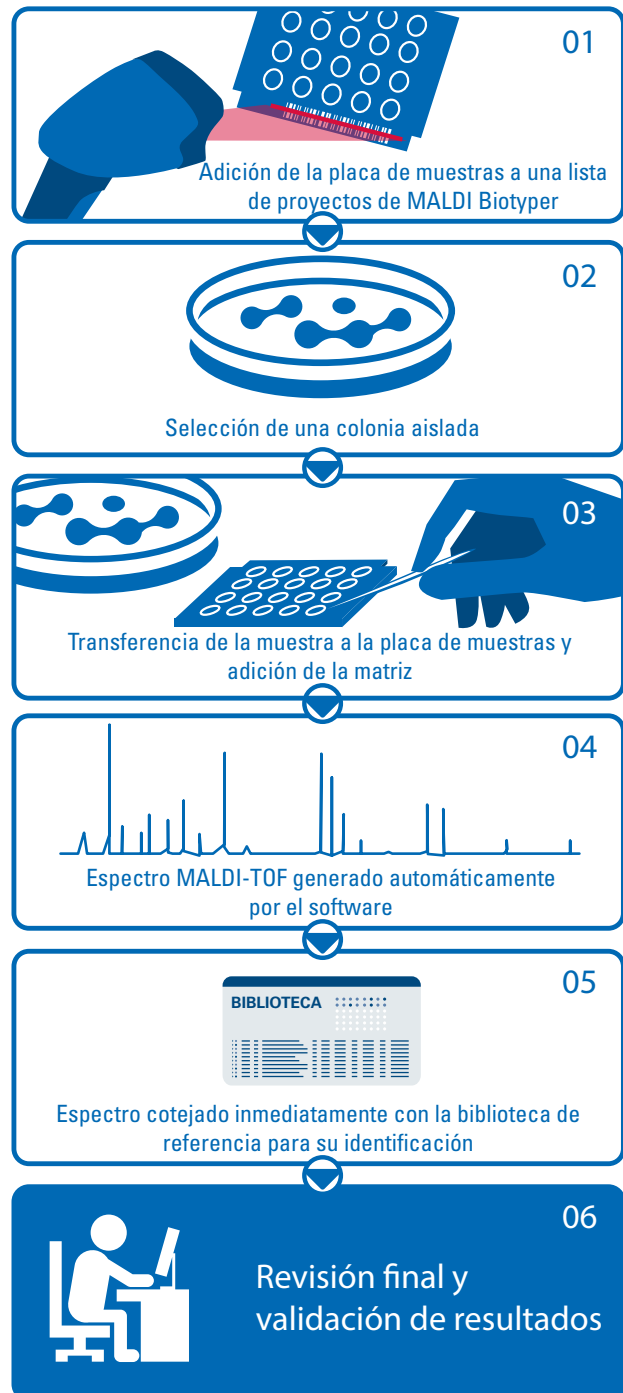 01
Adición de la placa de muestras a una lista
de proyectos de MALDI Biotyper
02
Selección de una colonia aislada
03
Transferencia de la muestra a la placa de muestras y
adición de la matriz
04
Espectro MALDI-TOF generado automáticamente
por el software
05
BIBLIOTECA
Espectro cotejado inmediatamente con la biblioteca de
referencia para su identificación
06
Revisión final y
validación de resultados